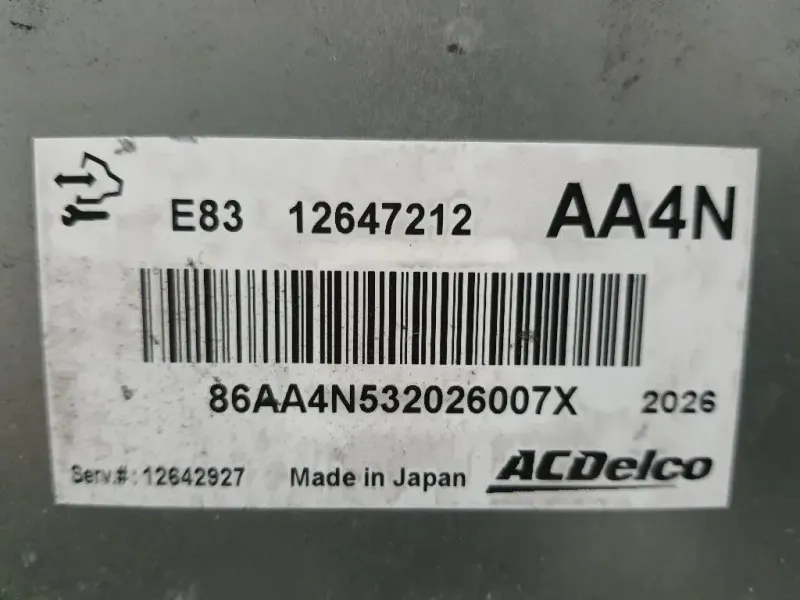 E83 12647212 AA4N
86AA4N532026007X 2026
Serv.#: 12642927 Made in Japan ACDelco